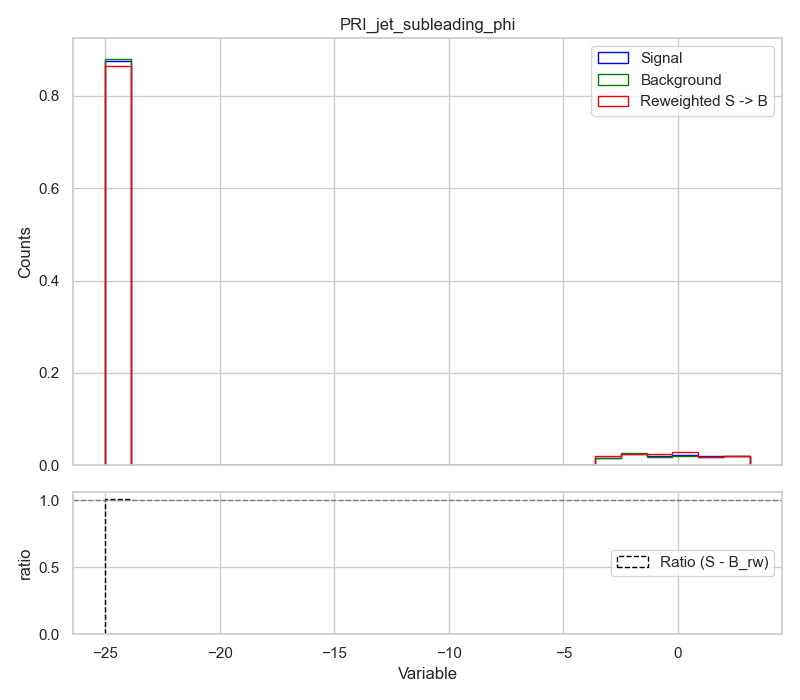 PRI_jet_subleading_phi
Signal
Background
Reweighted S -> B
Counts
0.8
0.6
0.4
0.2
0.0
ratio
1.0
0.5
0.0
Ratio (S - B_rw)
−25
−20
−15
−10
−5
0
Variable